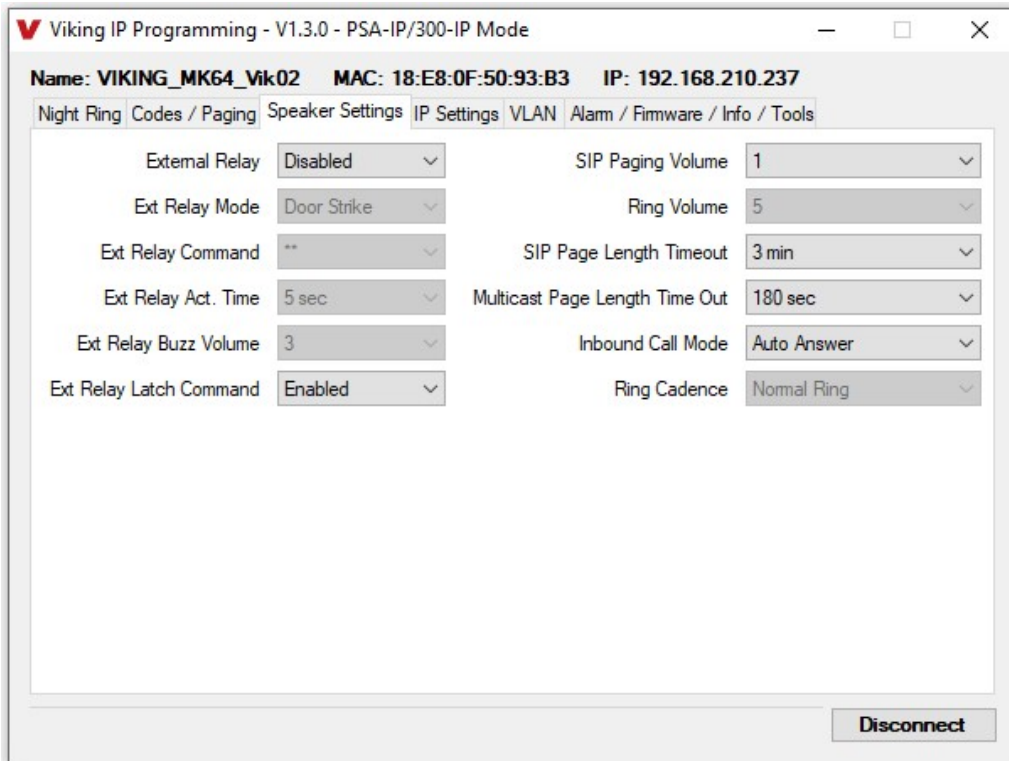 Viking IP Programming - V1.3.0 - PSA-IP/300-IP Mode
Name: VIKING_MK64_Vik02 MAC: 18:E8:0F:50:93:B3 IP: 192.168.210.237
Night Ring Codes / Paging Speaker Settings IP Settings VLAN Alarm / Firmware / Info / Tools
External Relay Disabled SIP Paging Volume 1
Ext Relay Mode Door Strike Ring Volume 5
Ext Relay Command ** SIP Page Length Timeout 3 min
Ext Relay Act. Time 5 sec Multicast Page Length Time Out 180 sec
Ext Relay Buzz Volume 3 Inbound Call Mode Auto Answer
Ext Relay Latch Command Enabled Ring Cadence Normal Ring
Disconnect